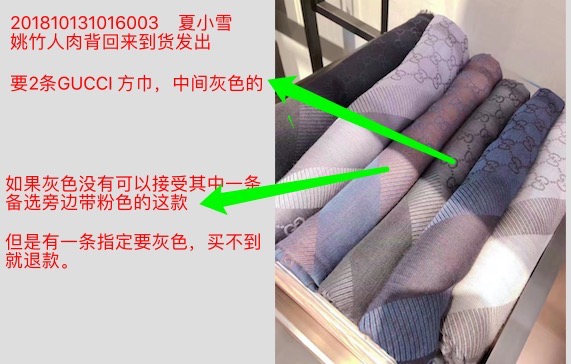 201810131016003 夏小雪
姚竹人肉背回来到货发出
要2条GUCCI 方巾，中间灰色的
如果灰色没有可以接受其中一条
备选旁边带粉色的这款
但是有一条指定要灰色，买不到
就退款。